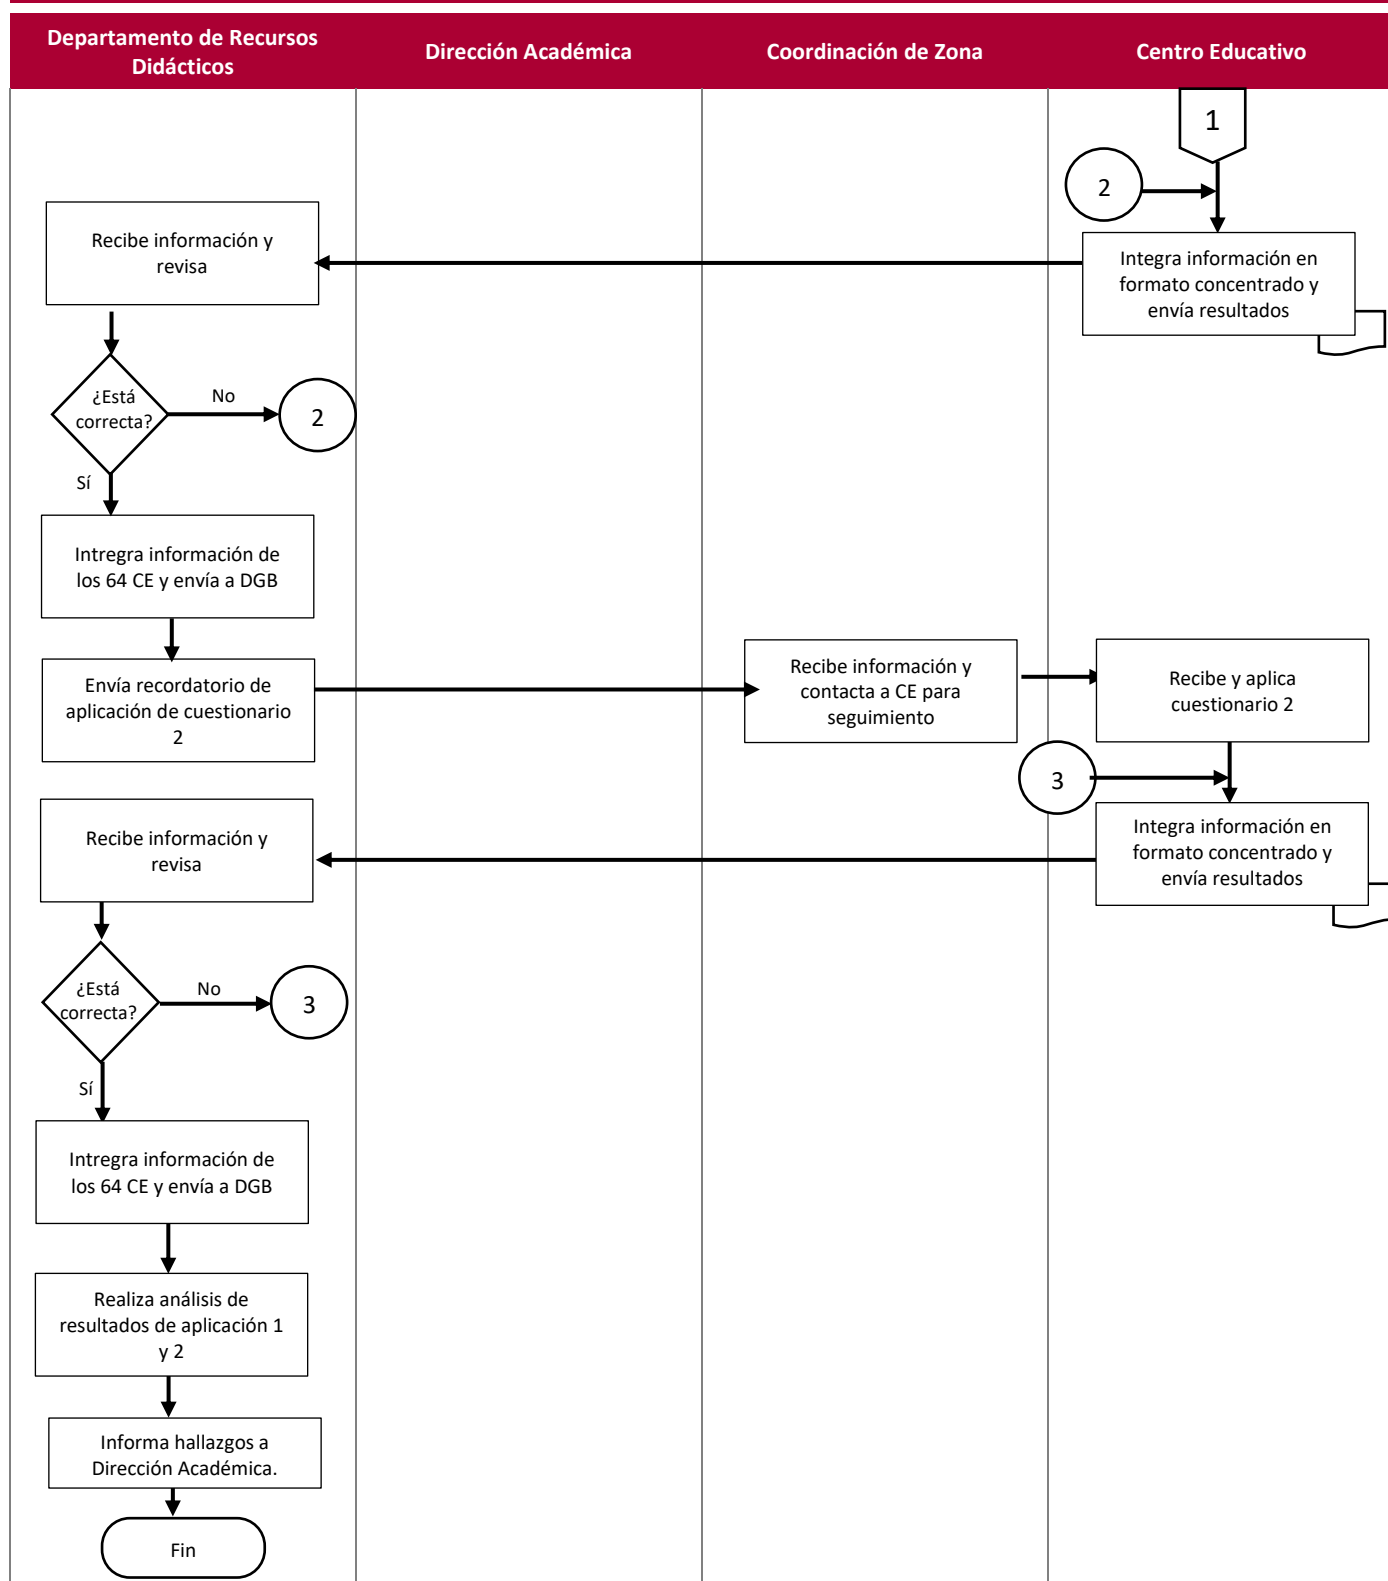 Departamento de Recursos
Didácticos
Dirección Académica
Coordinación de Zona
Centro Educativo
1
2
Recibe información y
revisa
Integra información en
formato concentrado y
envía resultados
¿Está
correcta?
No
2
Sí
Intregra información de
los 64 CE y envía a DGB
Envía recordatorio de
aplicación de cuestionario
2
Recibe información y
contacta a CE para
seguimiento
Recibe y aplica
cuestionario 2
3
Recibe información y
revisa
Integra información en
formato concentrado y
envía resultados
¿Está
correcta?
No
3
Sí
Intregra información de
los 64 CE y envía a DGB
Realiza análisis de
resultados de aplicación 1
y 2
Informa hallazgos a
Dirección Académica.
Fin